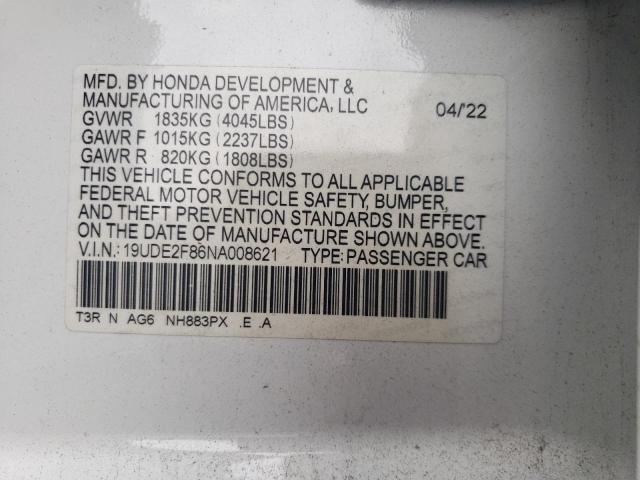 MFD. BY HONDA DEVELOPMENT &
MANUFACTURING OF AMERICA, LLC 04/22
GVWR 1835KG (4045LBS)
GAWR F 1015KG (2237LBS)
GAWR R 820KG (1808LBS)
THIS VEHICLE CONFORMS TO ALL APPLICABLE
FEDERAL MOTOR VEHICLE SAFETY, BUMPER,
AND THEFT PREVENTION STANDARDS IN EFFECT
ON THE DATE OF MANUFACTURE SHOWN ABOVE.
V.I.N.: 19UDE2F86NA008621 TYPE:PASSENGER CAR
T3R N AG6 NH883PX .E .A